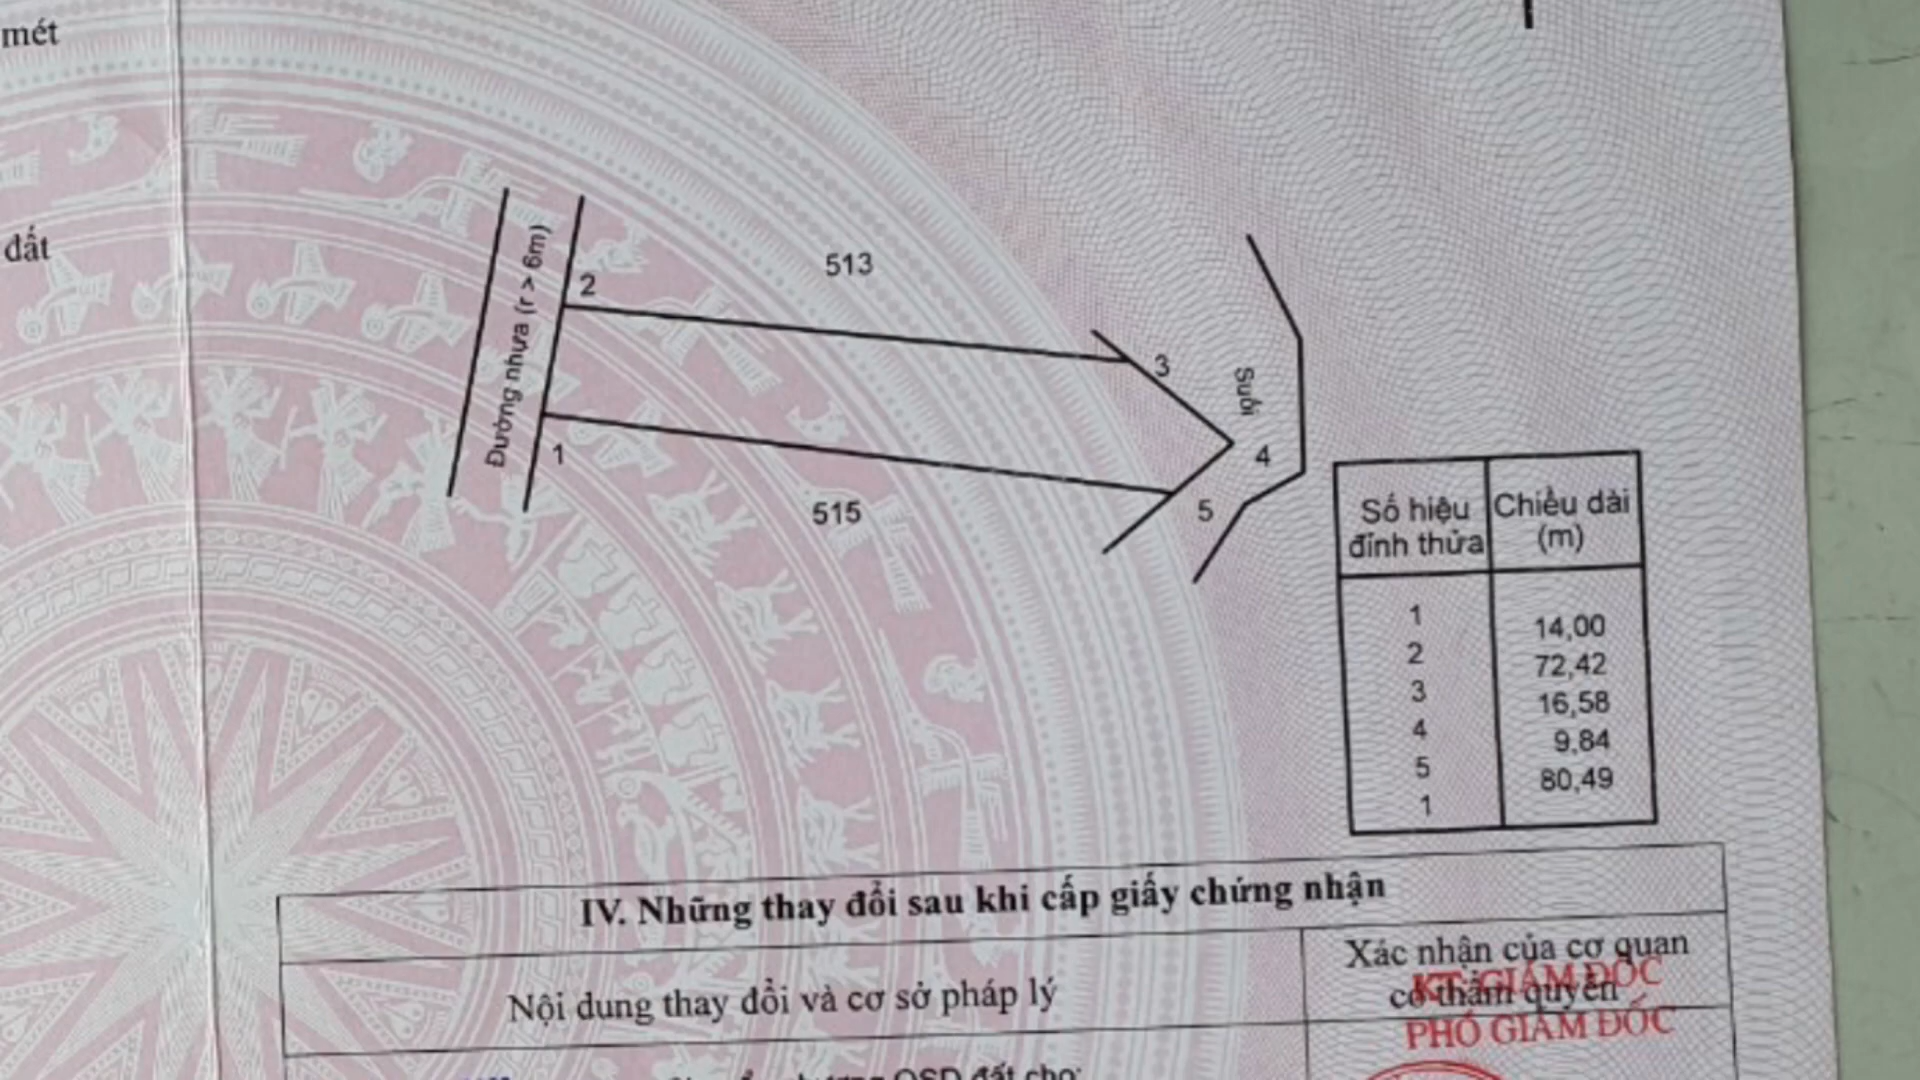 mét
đất
Đường nhựa (r > 6m)
2
513
3
Suối
4
1
515
5
Số hiệu đỉnh thửa
Chiều dài (m)
1
14,00
2
72,42
3
16,58
4
9,84
5
80,49
1
IV. Những thay đổi sau khi cấp giấy chứng nhận
Nội dung thay đổi và cơ sở pháp lý
Xác nhận của cơ quan
có thẩm quyền
KT. GIÁM ĐỐC
PHÓ GIÁM ĐỐC
QSD đất cho: